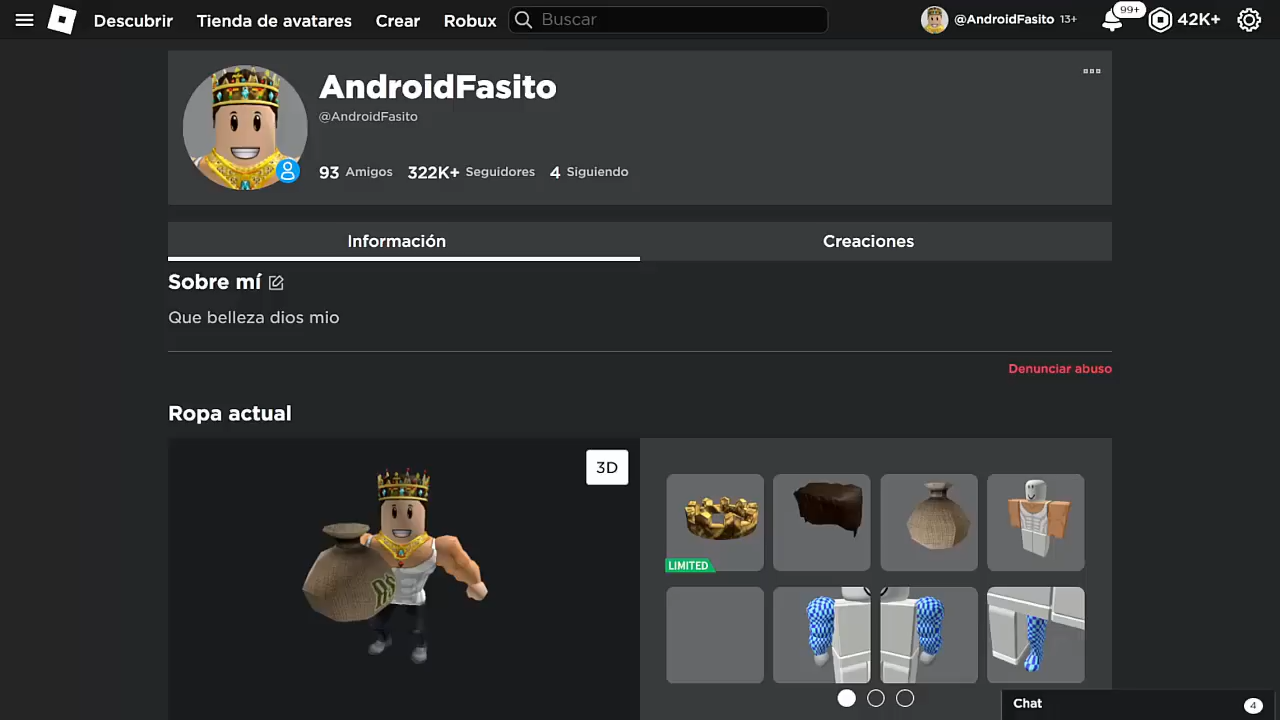 Descubrir Tienda de avatares Crear Robux Buscar @AndroidFasito 13+ 99+ 42K+
AndroidFasito
@AndroidFasito
93 Amigos 322K+ Seguidores 4 Siguiendo
Información Creaciones
Sobre mí
Que belleza dios mio
Denunciar abuso
Ropa actual
3D
LIMITED
Chat 4